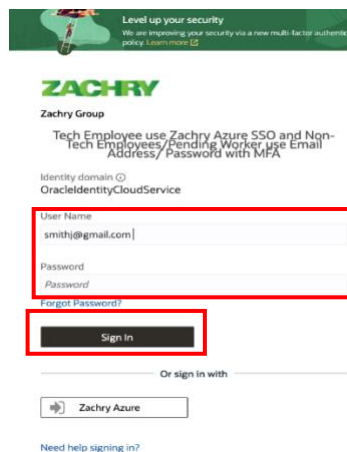 Level up your security
We are improving your security via a new multi-factor authentic
policy. Learn more
ZACHRY
Zachry Group
Tech Employee use Zachry Azure SSO and Non-
Tech Employees/Pending Worker use Email
Address/ Password with MFA
Identity domain
OracleIdentityCloudService
User Name
smithj@gmail.com
Password
Password
Forgot Password?
Sign In
Or sign in with
Zachry Azure
Need help signing in?